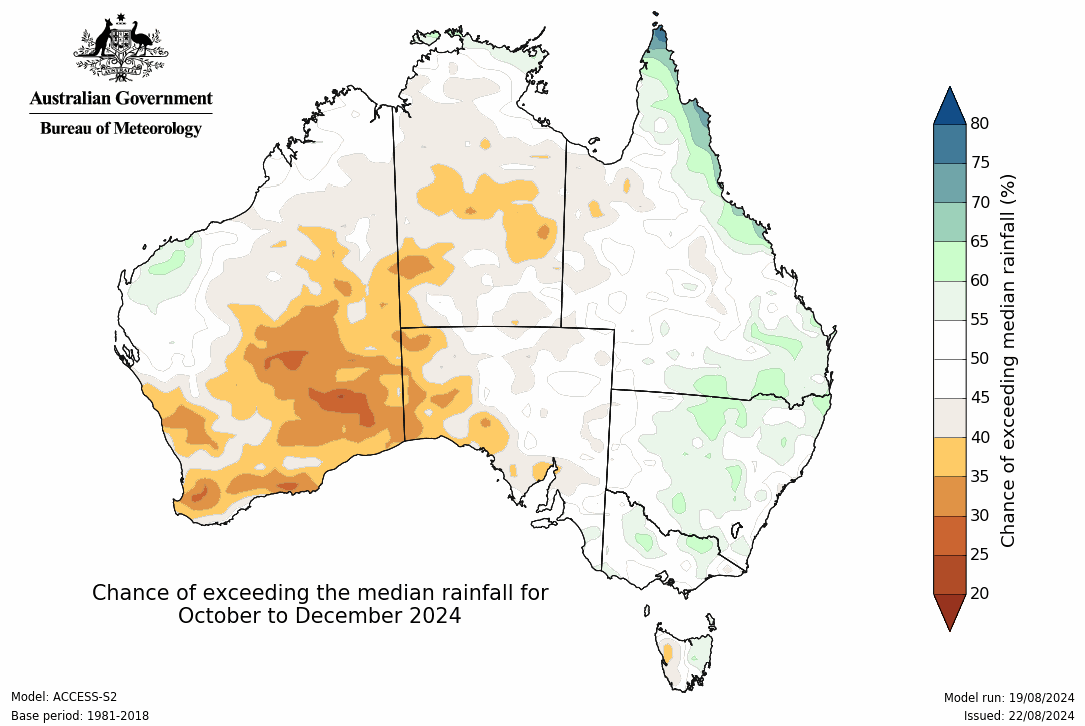 AUSTRALIA
Australian Government
Bureau of Meteorology
80
75
70
65
60
55
50
45
40
35
30
25
20
Chance of exceeding median rainfall (%)
Chance of exceeding the median rainfall for
October to December 2024
Model: ACCESS-S2
Base period: 1981-2018
Model run: 19/08/2024
Issued: 22/08/2024